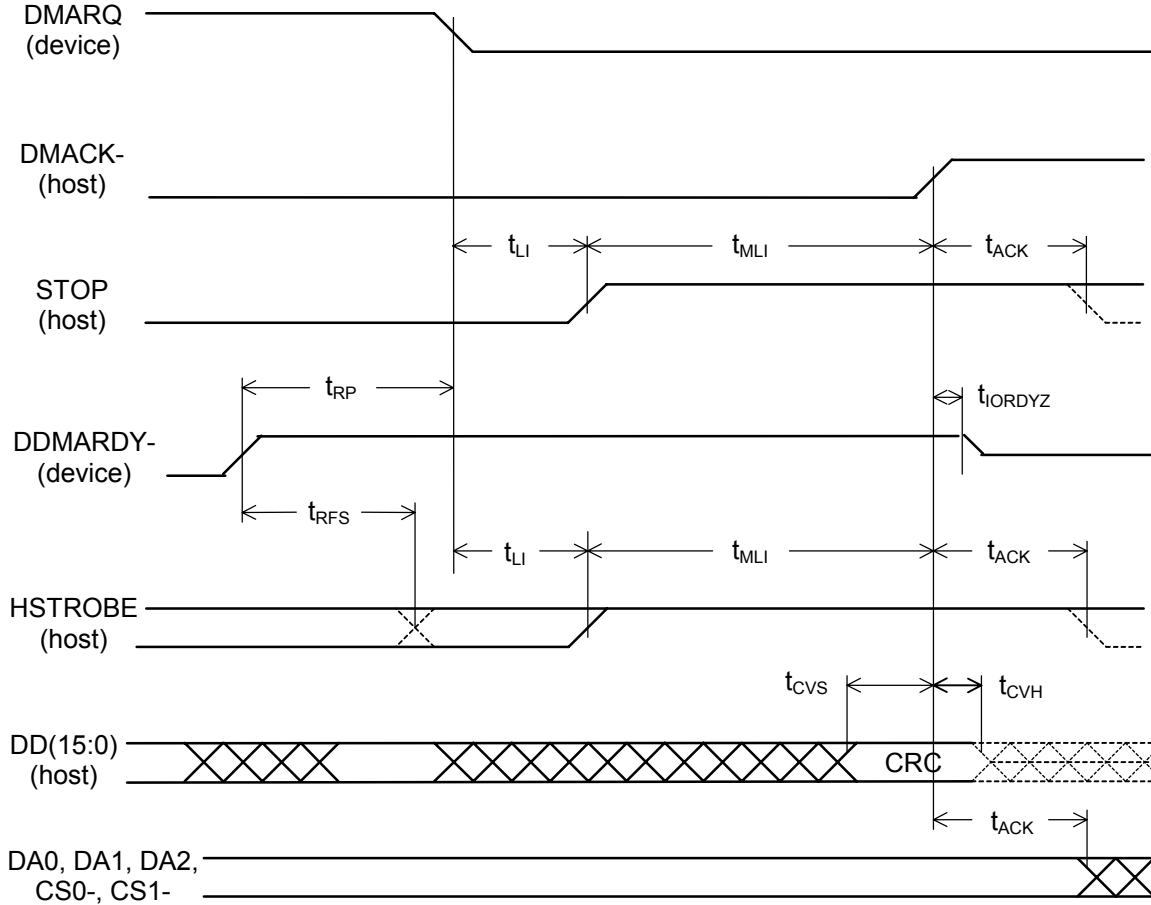 DMARQ
(device)
DMACK-
(host)
tLI
tMLI
tACK
STOP
(host)
tRP
tIORDYZ
DDMARDY-
(device)
tRFS
tLI
tMLI
tACK
HSTROBE
(host)
tCVS
tCVH
DD(15:0)
(host)
CRC
tACK
DA0, DA1, DA2,
CS0-, CS1-